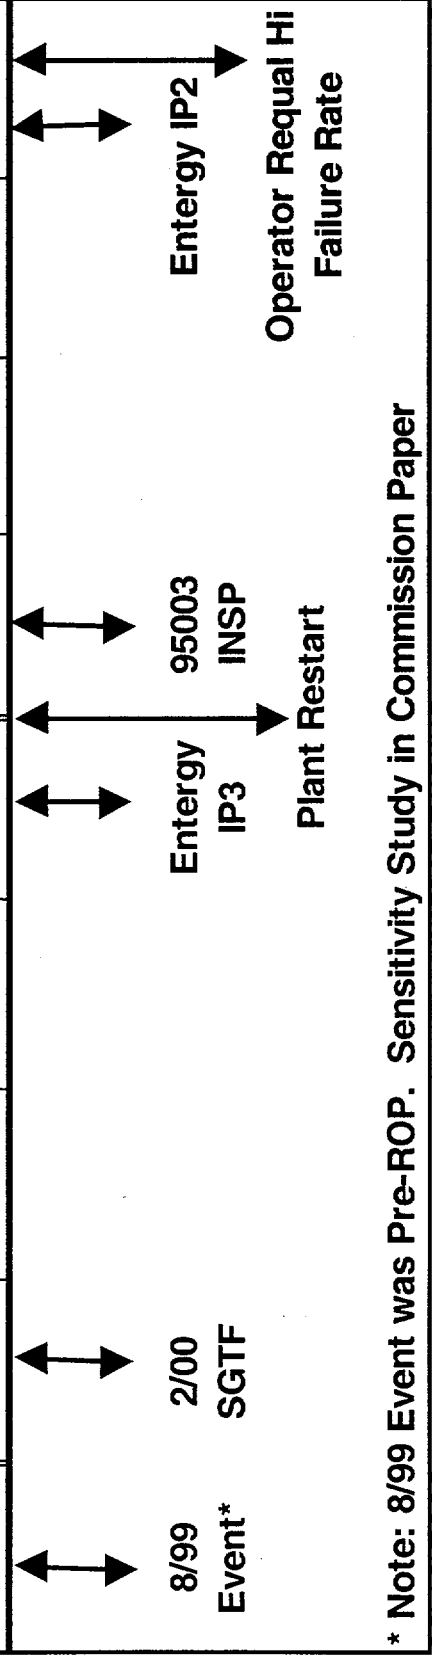 8/99
Event*
2/00
SGTF
Entergy
IP3
Plant Restart
95003
INSP
Entergy IP2
Operator Requal Hi
Failure Rate
* Note: 8/99 Event was Pre-ROP. Sensitivity Study in Commission Paper